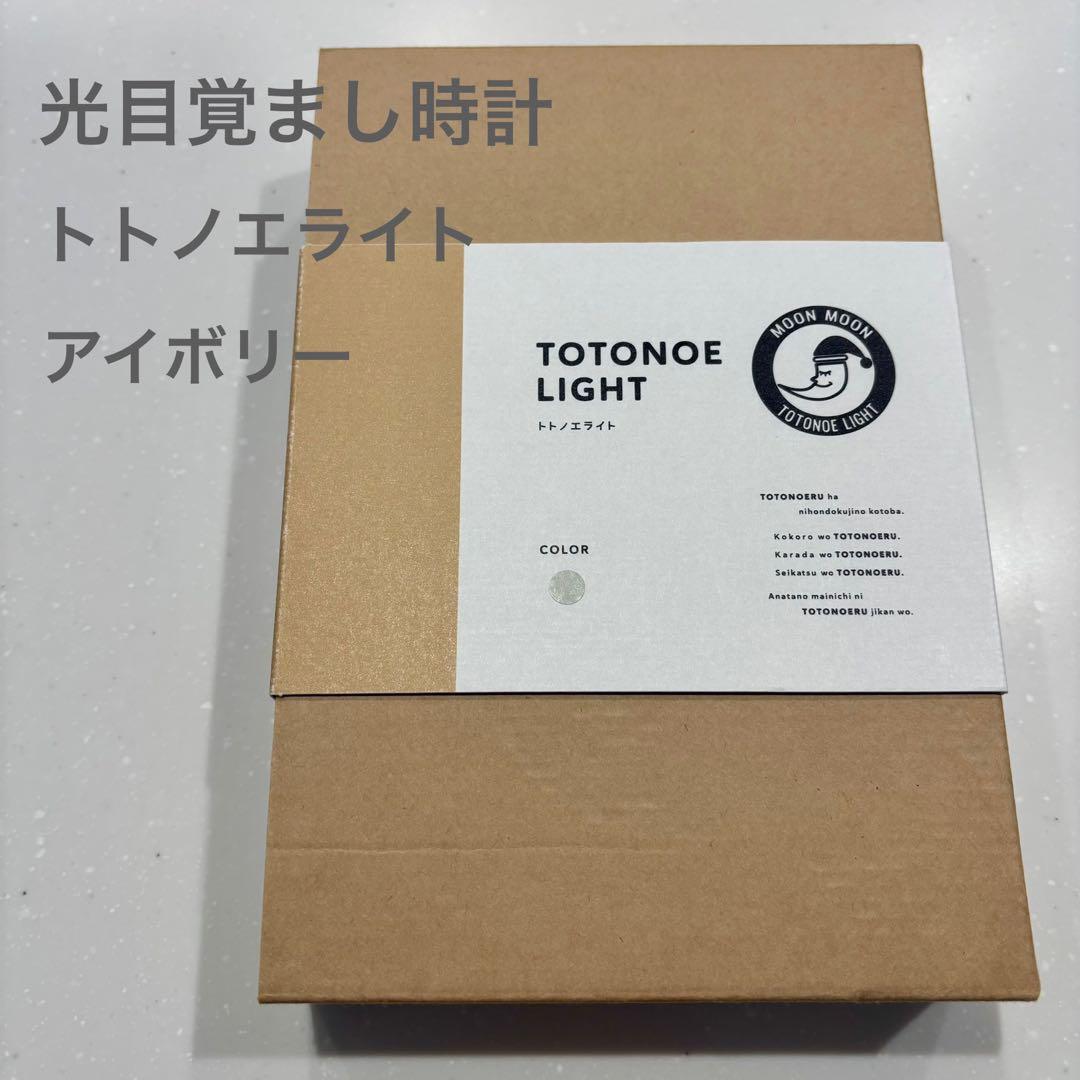 光目覚まし時計
トトノエライト
アイボリー
TOTONOE
LIGHT
トトノエライト
MOON MOON
TOTONOE LIGHT
TOTONOERU ha
nihondokujino kotoba.
Kokoro wo TOTONOERU.
Karada wo TOTONOERU.
Seikatsu wo TOTONOERU.
Anatano mainichi ni
TOTONOERU jikan wo.
COLOR